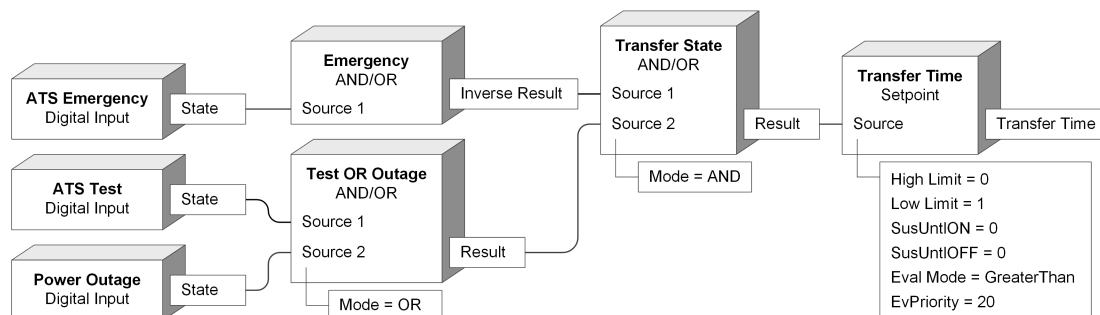 ATS Emergency
Digital Input
State
Emergency
AND/OR
Source 1
Inverse Result
ATS Test
Digital Input
State
Power Outage
Digital Input
State
Test OR Outage
AND/OR
Source 1
Source 2
Result
Mode = OR
Transfer State
AND/OR
Source 1
Source 2
Result
Mode = AND
Transfer Time
Setpoint
Source
Transfer Time
High Limit = 0
Low Limit = 1
SusUntlON = 0
SusUntlOFF = 0
Eval Mode = GreaterThan
EvPriority = 20